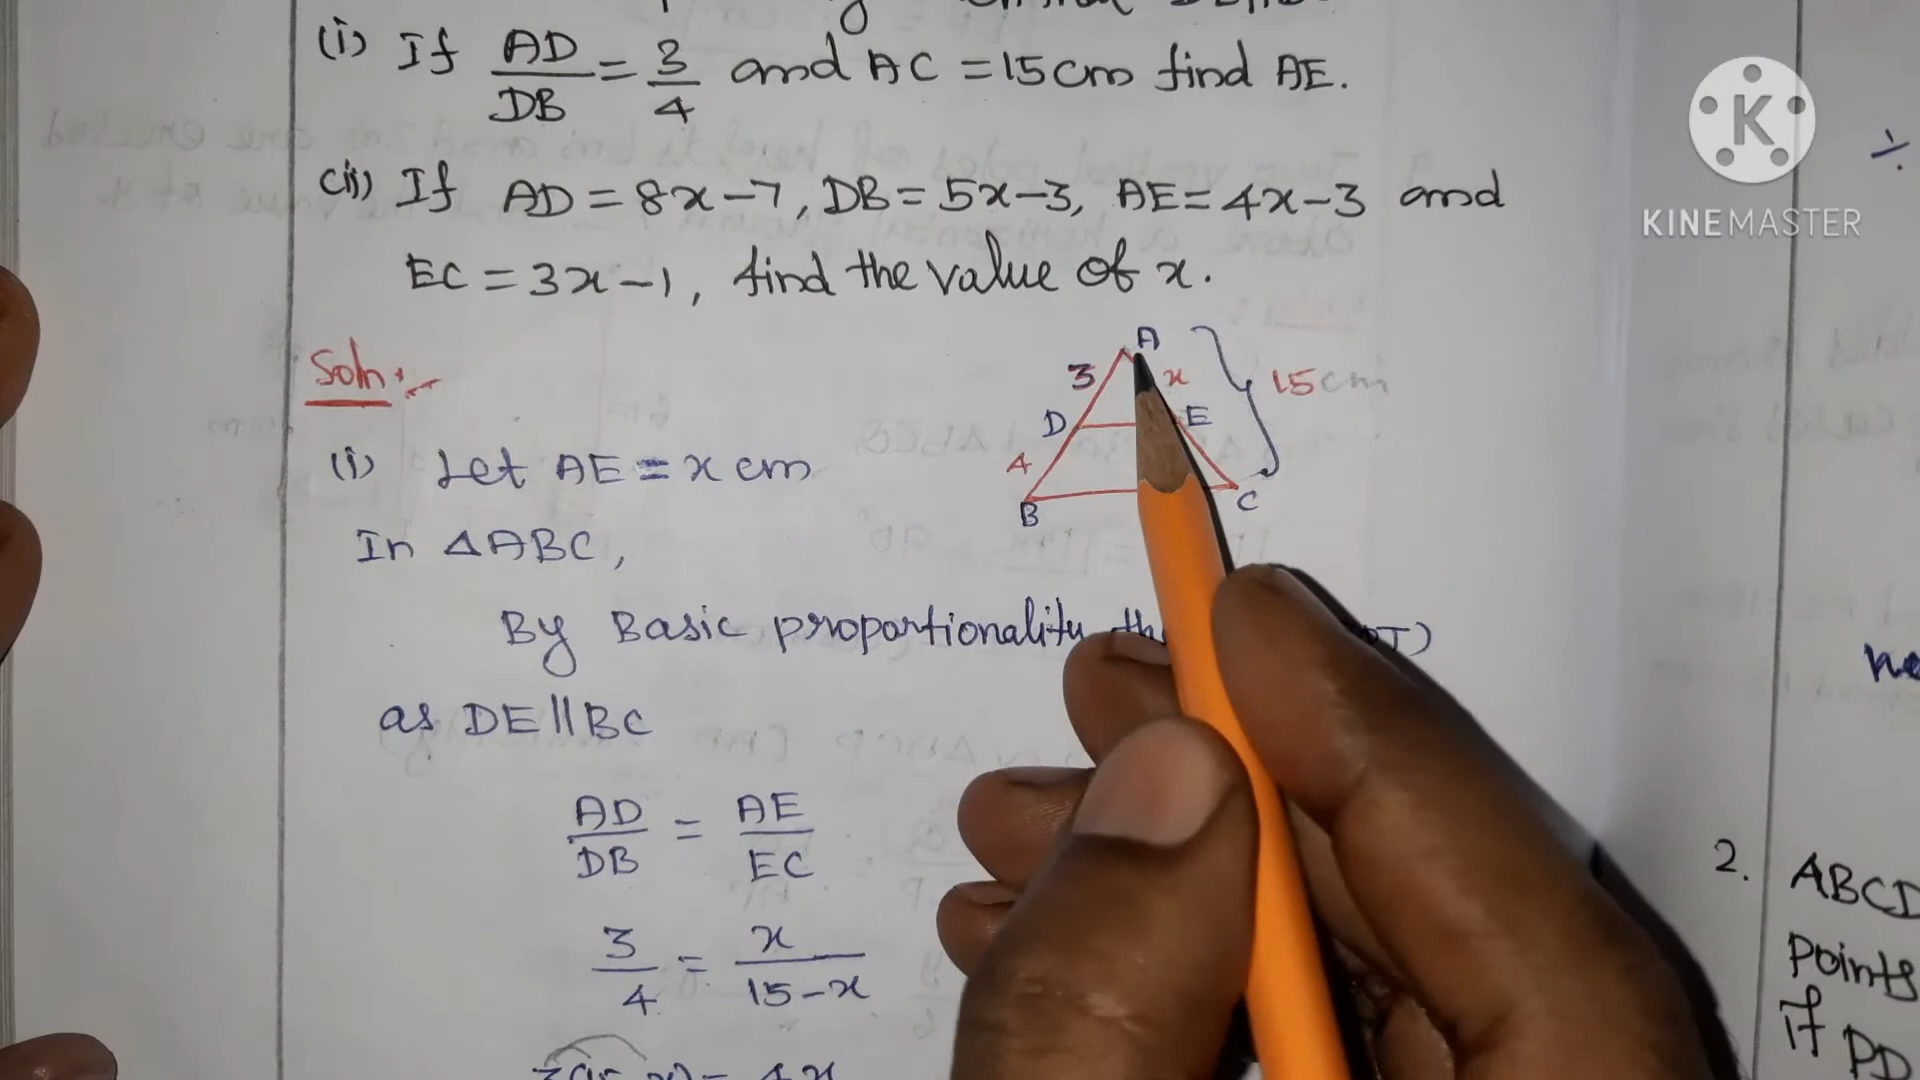 (i) If AD/DB = 3/4 and AC = 15cm find AE.
(ii) If AD = 8x-7, DB = 5x-3, AE = 4x-3 and
EC = 3x-1, find the value of x.
Soln:-
A
3 x 15cm
D E
4
B C
(i) Let AE = x cm
In ΔABC,
By Basic proportionality
as DE||BC
AD/DB = AE/EC
3/4 = x/(15-x)
÷
2. ABCD
Points
if PD
K
KINEMASTER